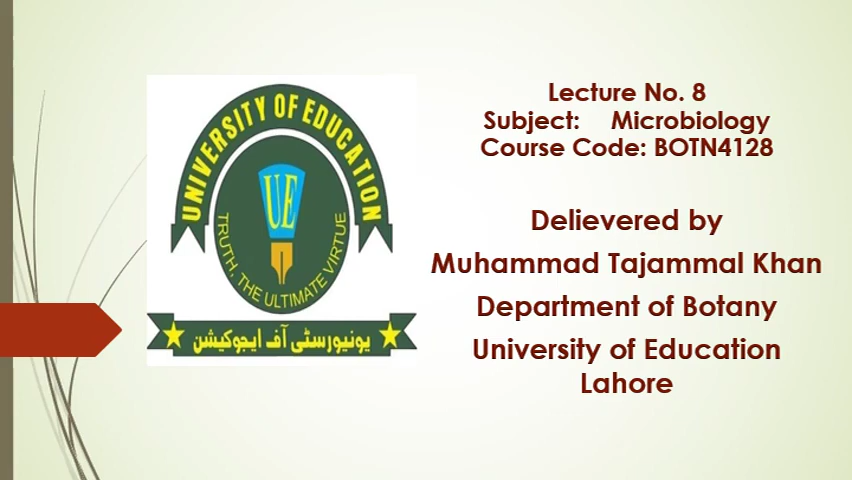 UNIVERSITY OF EDUCATION
UE
TRUTH, THE ULTIMATE VIRTUE
یونیورسٹی آف ایجوکیشن
Lecture No. 8
Subject: Microbiology
Course Code: BOTN4128
Delievered by
Muhammad Tajammal Khan
Department of Botany
University of Education
Lahore